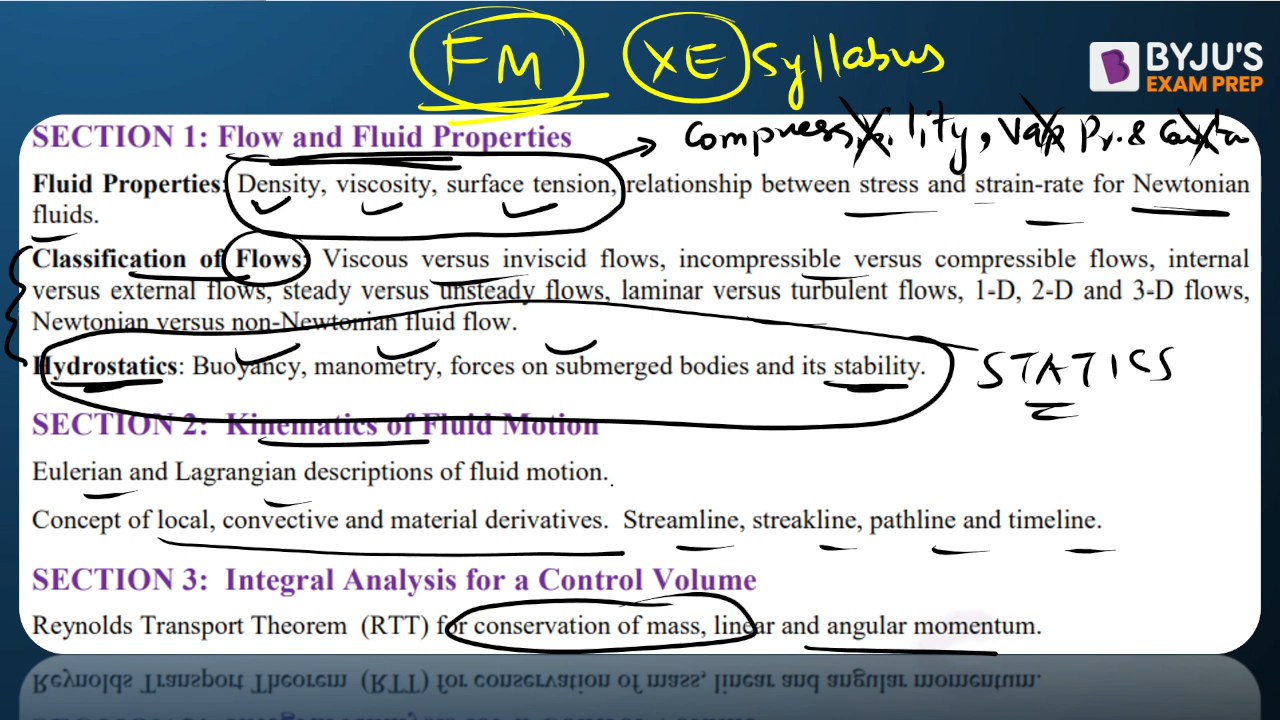 FM XE Syllabus
BYJU'S
EXAM PREP
SECTION 1: Flow and Fluid Properties
Compressibility, Vap Pr. &
Fluid Properties: Density, viscosity, surface tension, relationship between stress and strain-rate for Newtonian
fluids.
Classification of Flows: Viscous versus inviscid flows, incompressible versus compressible flows, internal
versus external flows, steady versus unsteady flows, laminar versus turbulent flows, 1-D, 2-D and 3-D flows,
Newtonian versus non-Newtonian fluid flow.
Hydrostatics: Buoyancy, manometry, forces on submerged bodies and its stability.
STATICS
SECTION 2: Kinematics of Fluid Motion
Eulerian and Lagrangian descriptions of fluid motion.
Concept of local, convective and material derivatives. Streamline, streakline, pathline and timeline.
SECTION 3: Integral Analysis for a Control Volume
Reynolds Transport Theorem (RTT) for conservation of mass, linear and angular momentum.